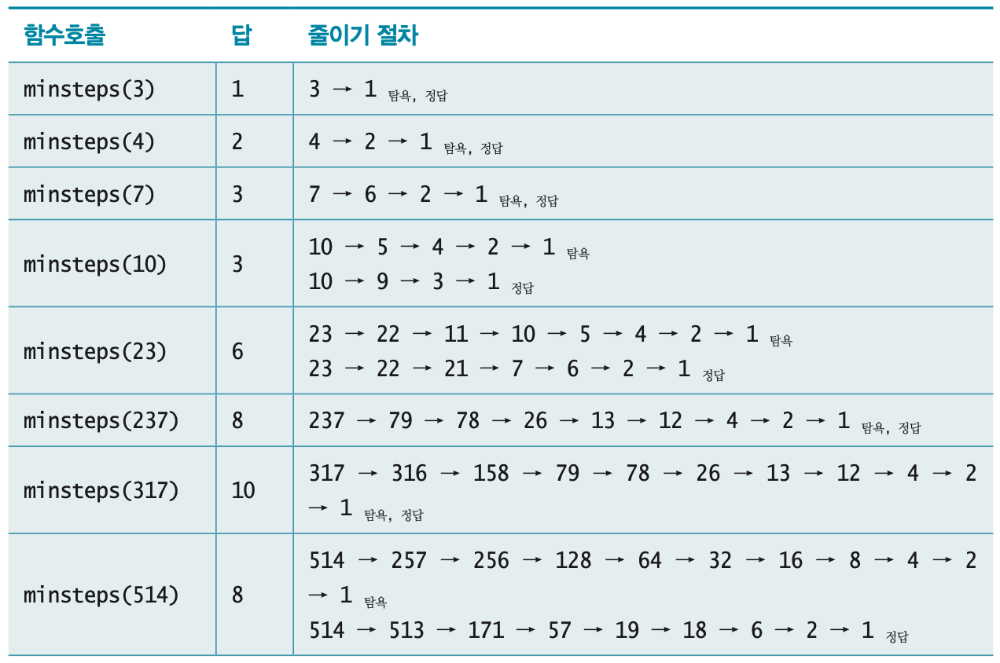 함수호출 답 줄이기 절차
minsteps(3) 1 3 → 1 탐욕, 정답
minsteps(4) 2 4 → 2 → 1 탐욕, 정답
minsteps(7) 3 7 → 6 → 2 → 1 탐욕, 정답
minsteps(10) 3 10 → 5 → 4 → 2 → 1 탐욕
10 → 9 → 3 → 1 정답
minsteps(23) 6 23 → 22 → 11 → 10 → 5 → 4 → 2 → 1 탐욕
23 → 22 → 21 → 7 → 6 → 2 → 1 정답
minsteps(237) 8 237 → 79 → 78 → 26 → 13 → 12 → 4 → 2 → 1 탐욕, 정답
minsteps(317) 10 317 → 316 → 158 → 79 → 78 → 26 → 13 → 12 → 4 → 2
→ 1 탐욕, 정답
minsteps(514) 8 514 → 257 → 256 → 128 → 64 → 32 → 16 → 8 → 4 → 2
→ 1 탐욕
514 → 513 → 171 → 57 → 19 → 18 → 6 → 2 → 1 정답